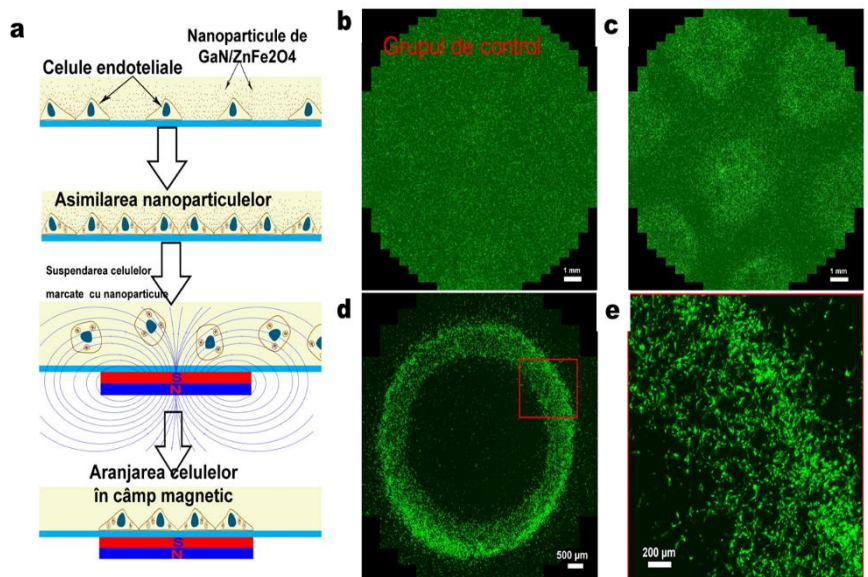 a
Nanoparticule de
GaN/ZnFe2O4
Celule endoteliale
Asimilarea nanoparticulelor
Suspendarea celulelor
marcate cu nanoparticule
S
N
Aranjarea celulelor
în câmp magnetic
S
N
b
Grupul de control
1 mm
c
1 mm
d
500 µm
e
200 µm